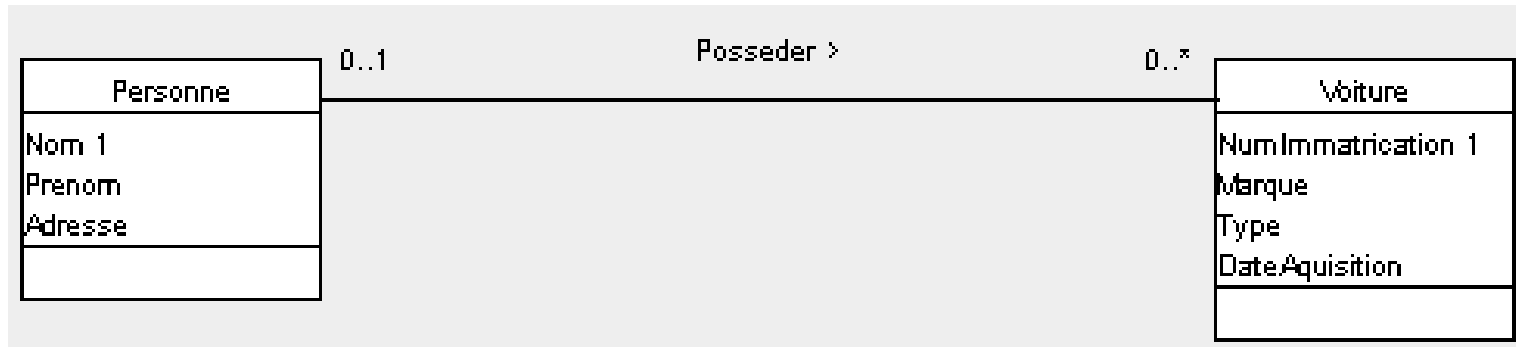 0..1
Posseder >
0..*
Personne
Nom 1
Prenom
Adresse
Voiture
NumImmatrication 1
Marque
Type
DateAquisition